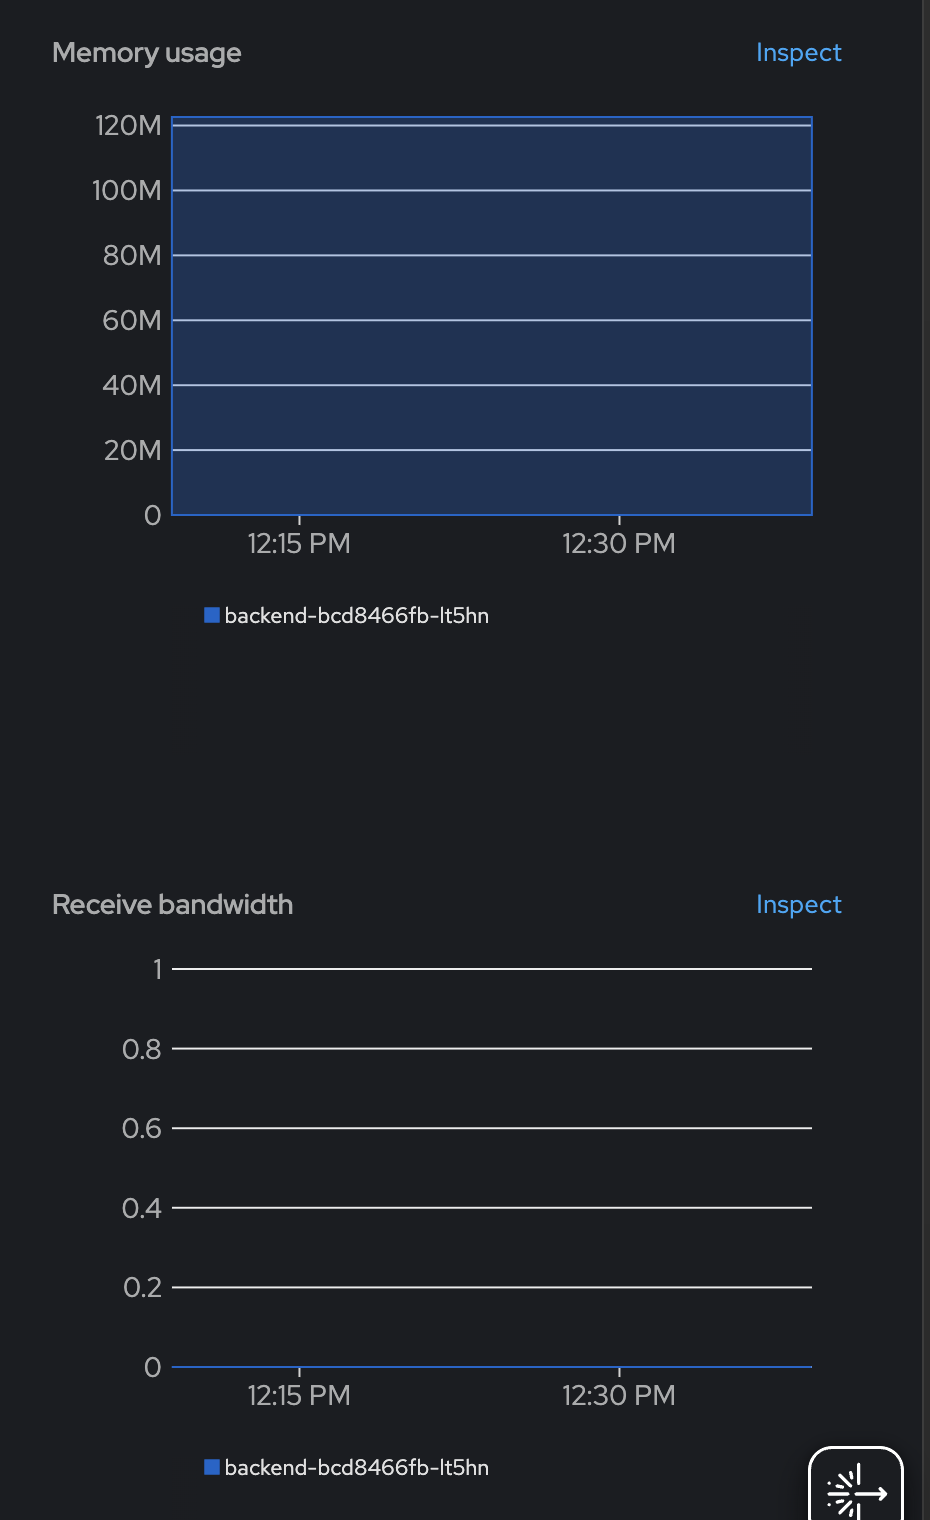 Memory usage
Inspect
120M
100M
80M
60M
40M
20M
0
12:15 PM
12:30 PM
backend-bcd8466fb-lt5hn
Receive bandwidth
Inspect
1
0.8
0.6
0.4
0.2
0
12:15 PM
12:30 PM
backend-bcd8466fb-lt5hn